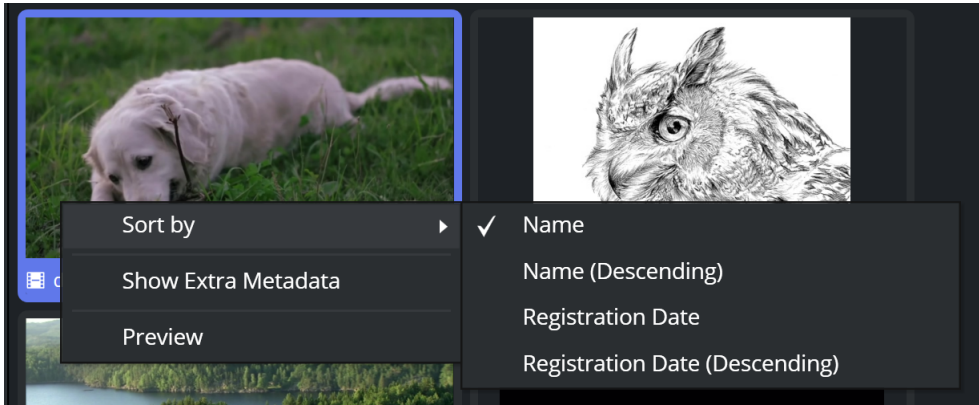 Sort by
Name
Name (Descending)
Show Extra Metadata
Registration Date
Preview
Registration Date (Descending)